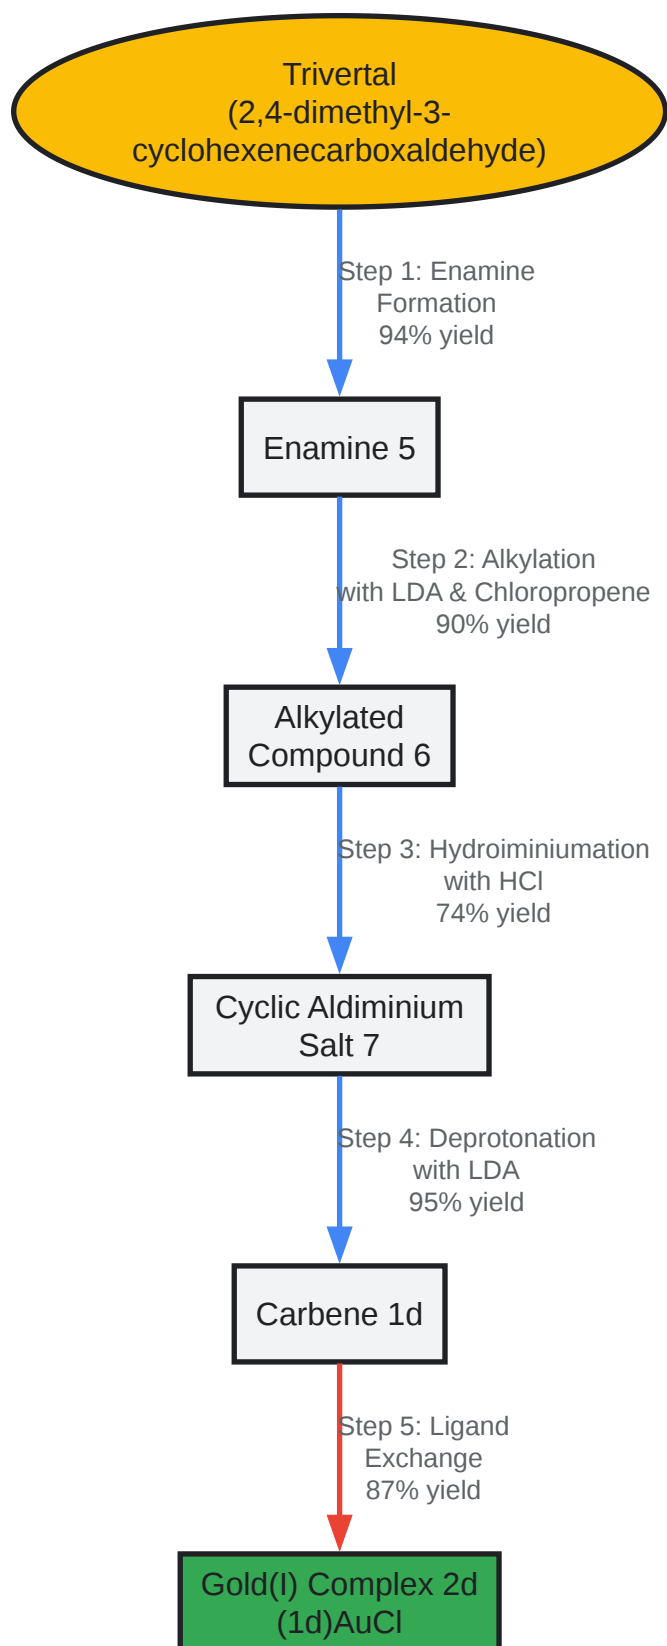 Trivertal
(2,4-dimethyl-3-
cyclohexenecarboxaldehyde)
Step 1: Enamine
Formation
94% yield
Enamine 5
Step 2: Alkylation
with LDA & Chloropropene
90% yield
Alkylated
Compound 6
Step 3: Hydroiminiumation
with HCl
74% yield
Cyclic Aldiminium
Salt 7
Step 4: Deprotonation
with LDA
95% yield
Carbene 1d
Step 5: Ligand
Exchange
87% yield
Gold(I) Complex 2d
(1d)AuCl